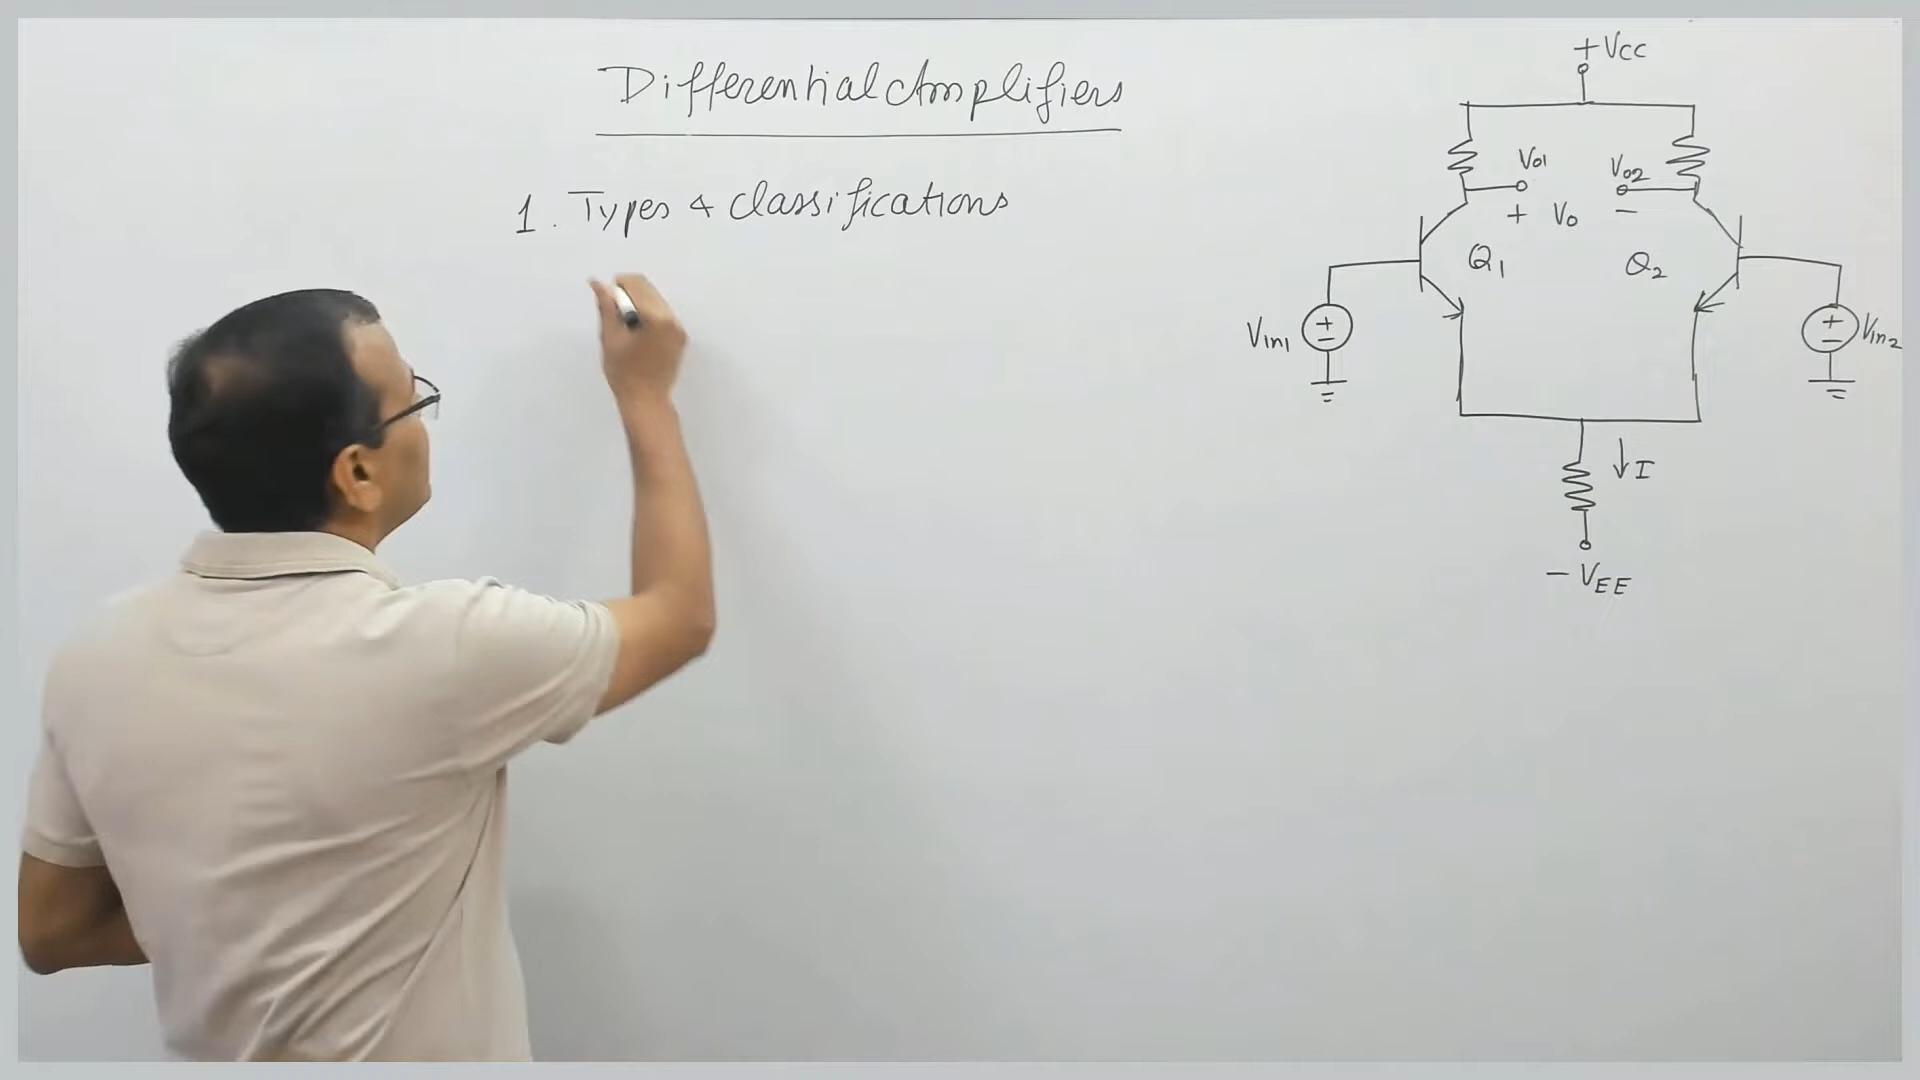 Differential Amplifiers
1. Types & classifications
+VCC
Vo1
Vo2
+ Vo −
Q1
Q2
Vin1
+
−
+
−
Vin2
↓I
− VEE